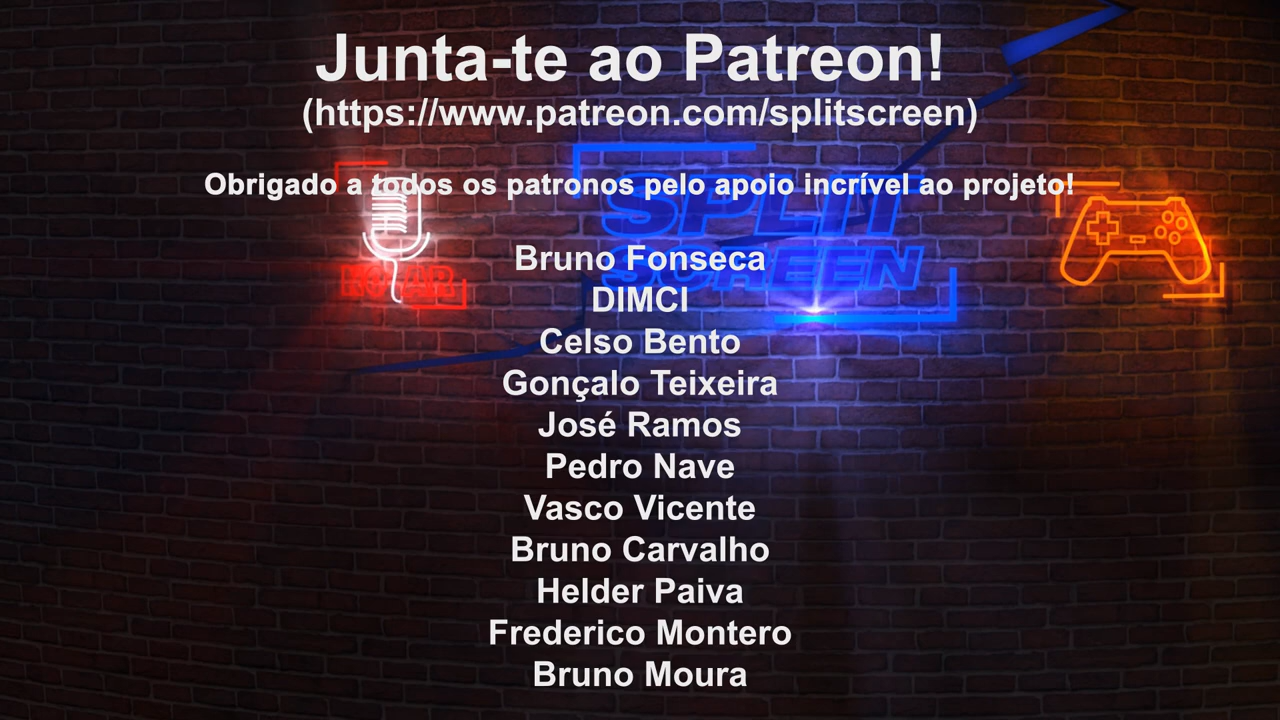 Junta-te ao Patreon!
(https://www.patreon.com/splitscreen)
Obrigado a todos os patronos pelo apoio incrível ao projeto!
SPLIT
SCREEN
Bruno Fonseca
DIMCI
Celso Bento
Gonçalo Teixeira
José Ramos
Pedro Nave
Vasco Vicente
Bruno Carvalho
Helder Paiva
Frederico Montero
Bruno Moura